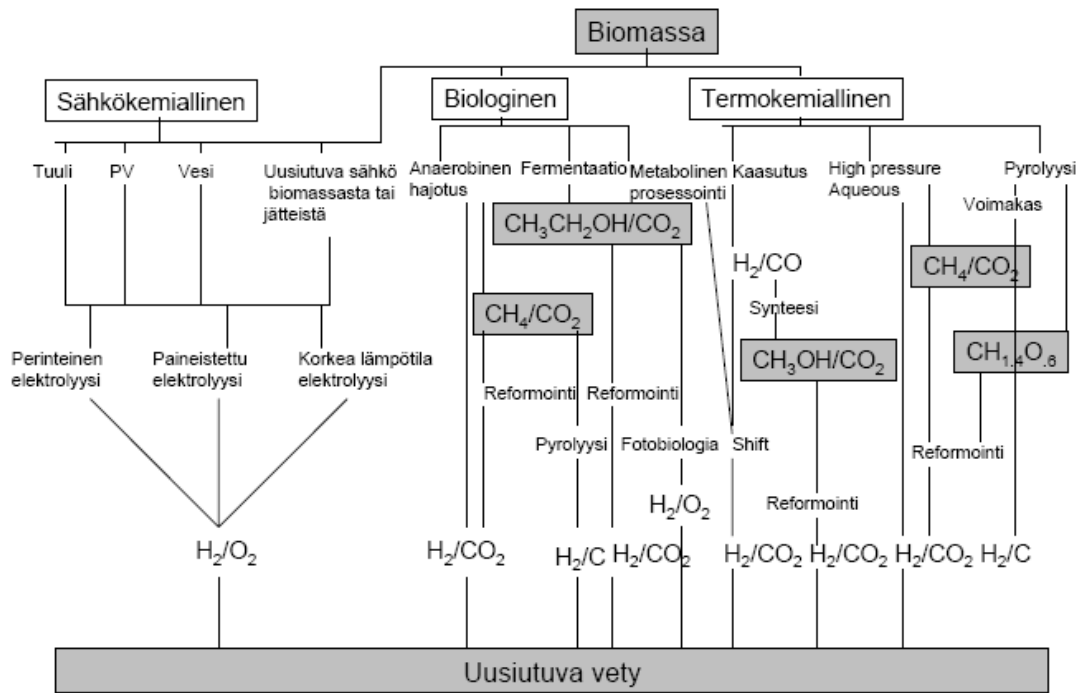 Biomassa
Sähkökemiallinen
Biologinen
Termokemiallinen
Tuuli
PV
Vesi
Uusiutuva sähkö
biomassasta tai
jätteistä
Anaerobinen
hajotus
Fermentaatio
Metabolinen
prosessointi
Kaasutus
High pressure
Aqueous
Pyrolyysi
Voimakas
CH₃CH₂OH/CO₂
H₂/CO
CH₄/CO₂
CH₄/CO₂
Synteesi
Perinteinen
elektrolyysi
Paineistettu
elektrolyysi
Korkea lämpötila
elektrolyysi
CH₃OH/CO₂
CH₁.₄O.₆
Reformointi
Reformointi
Pyrolyysi
Fotobiologia
Shift
Reformointi
H₂/O₂
Reformointi
H₂/O₂
H₂/CO₂
H₂/C
H₂/CO₂
H₂/CO₂
H₂/CO₂
H₂/CO₂
H₂/C
Uusiutuva vety